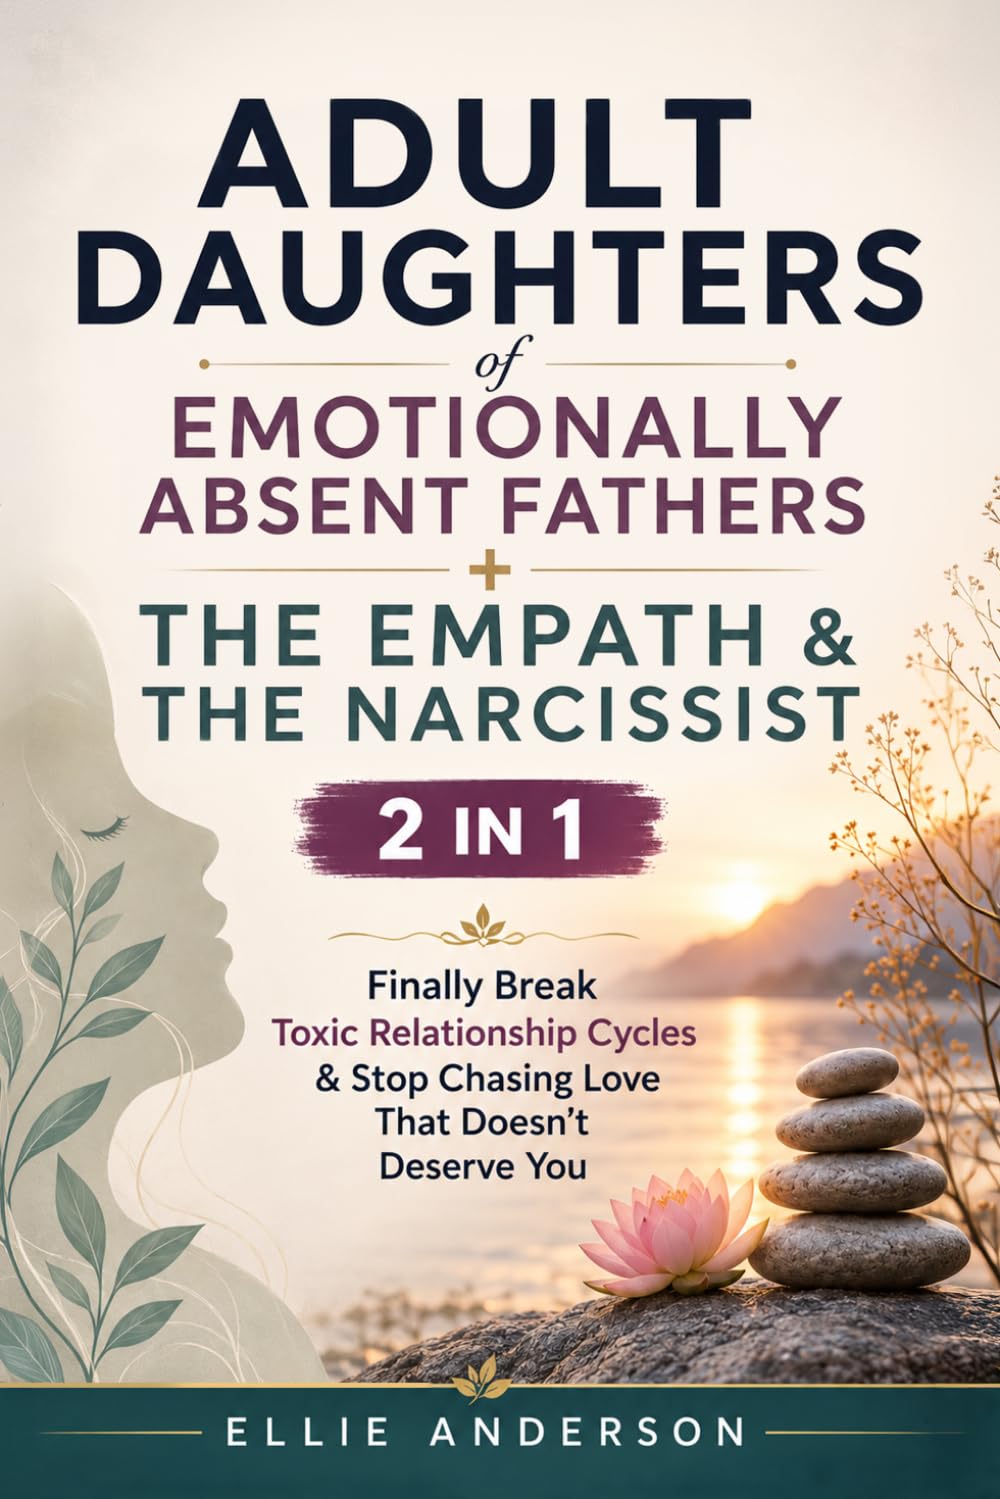 ADULT
DAUGHTERS
of
EMOTIONALLY
ABSENT FATHERS
+
THE EMPATH &
THE NARCISSIST
2 IN 1
Finally Break
Toxic Relationship Cycles
& Stop Chasing Love
That Doesn't
Deserve You
ELLIE ANDERSON